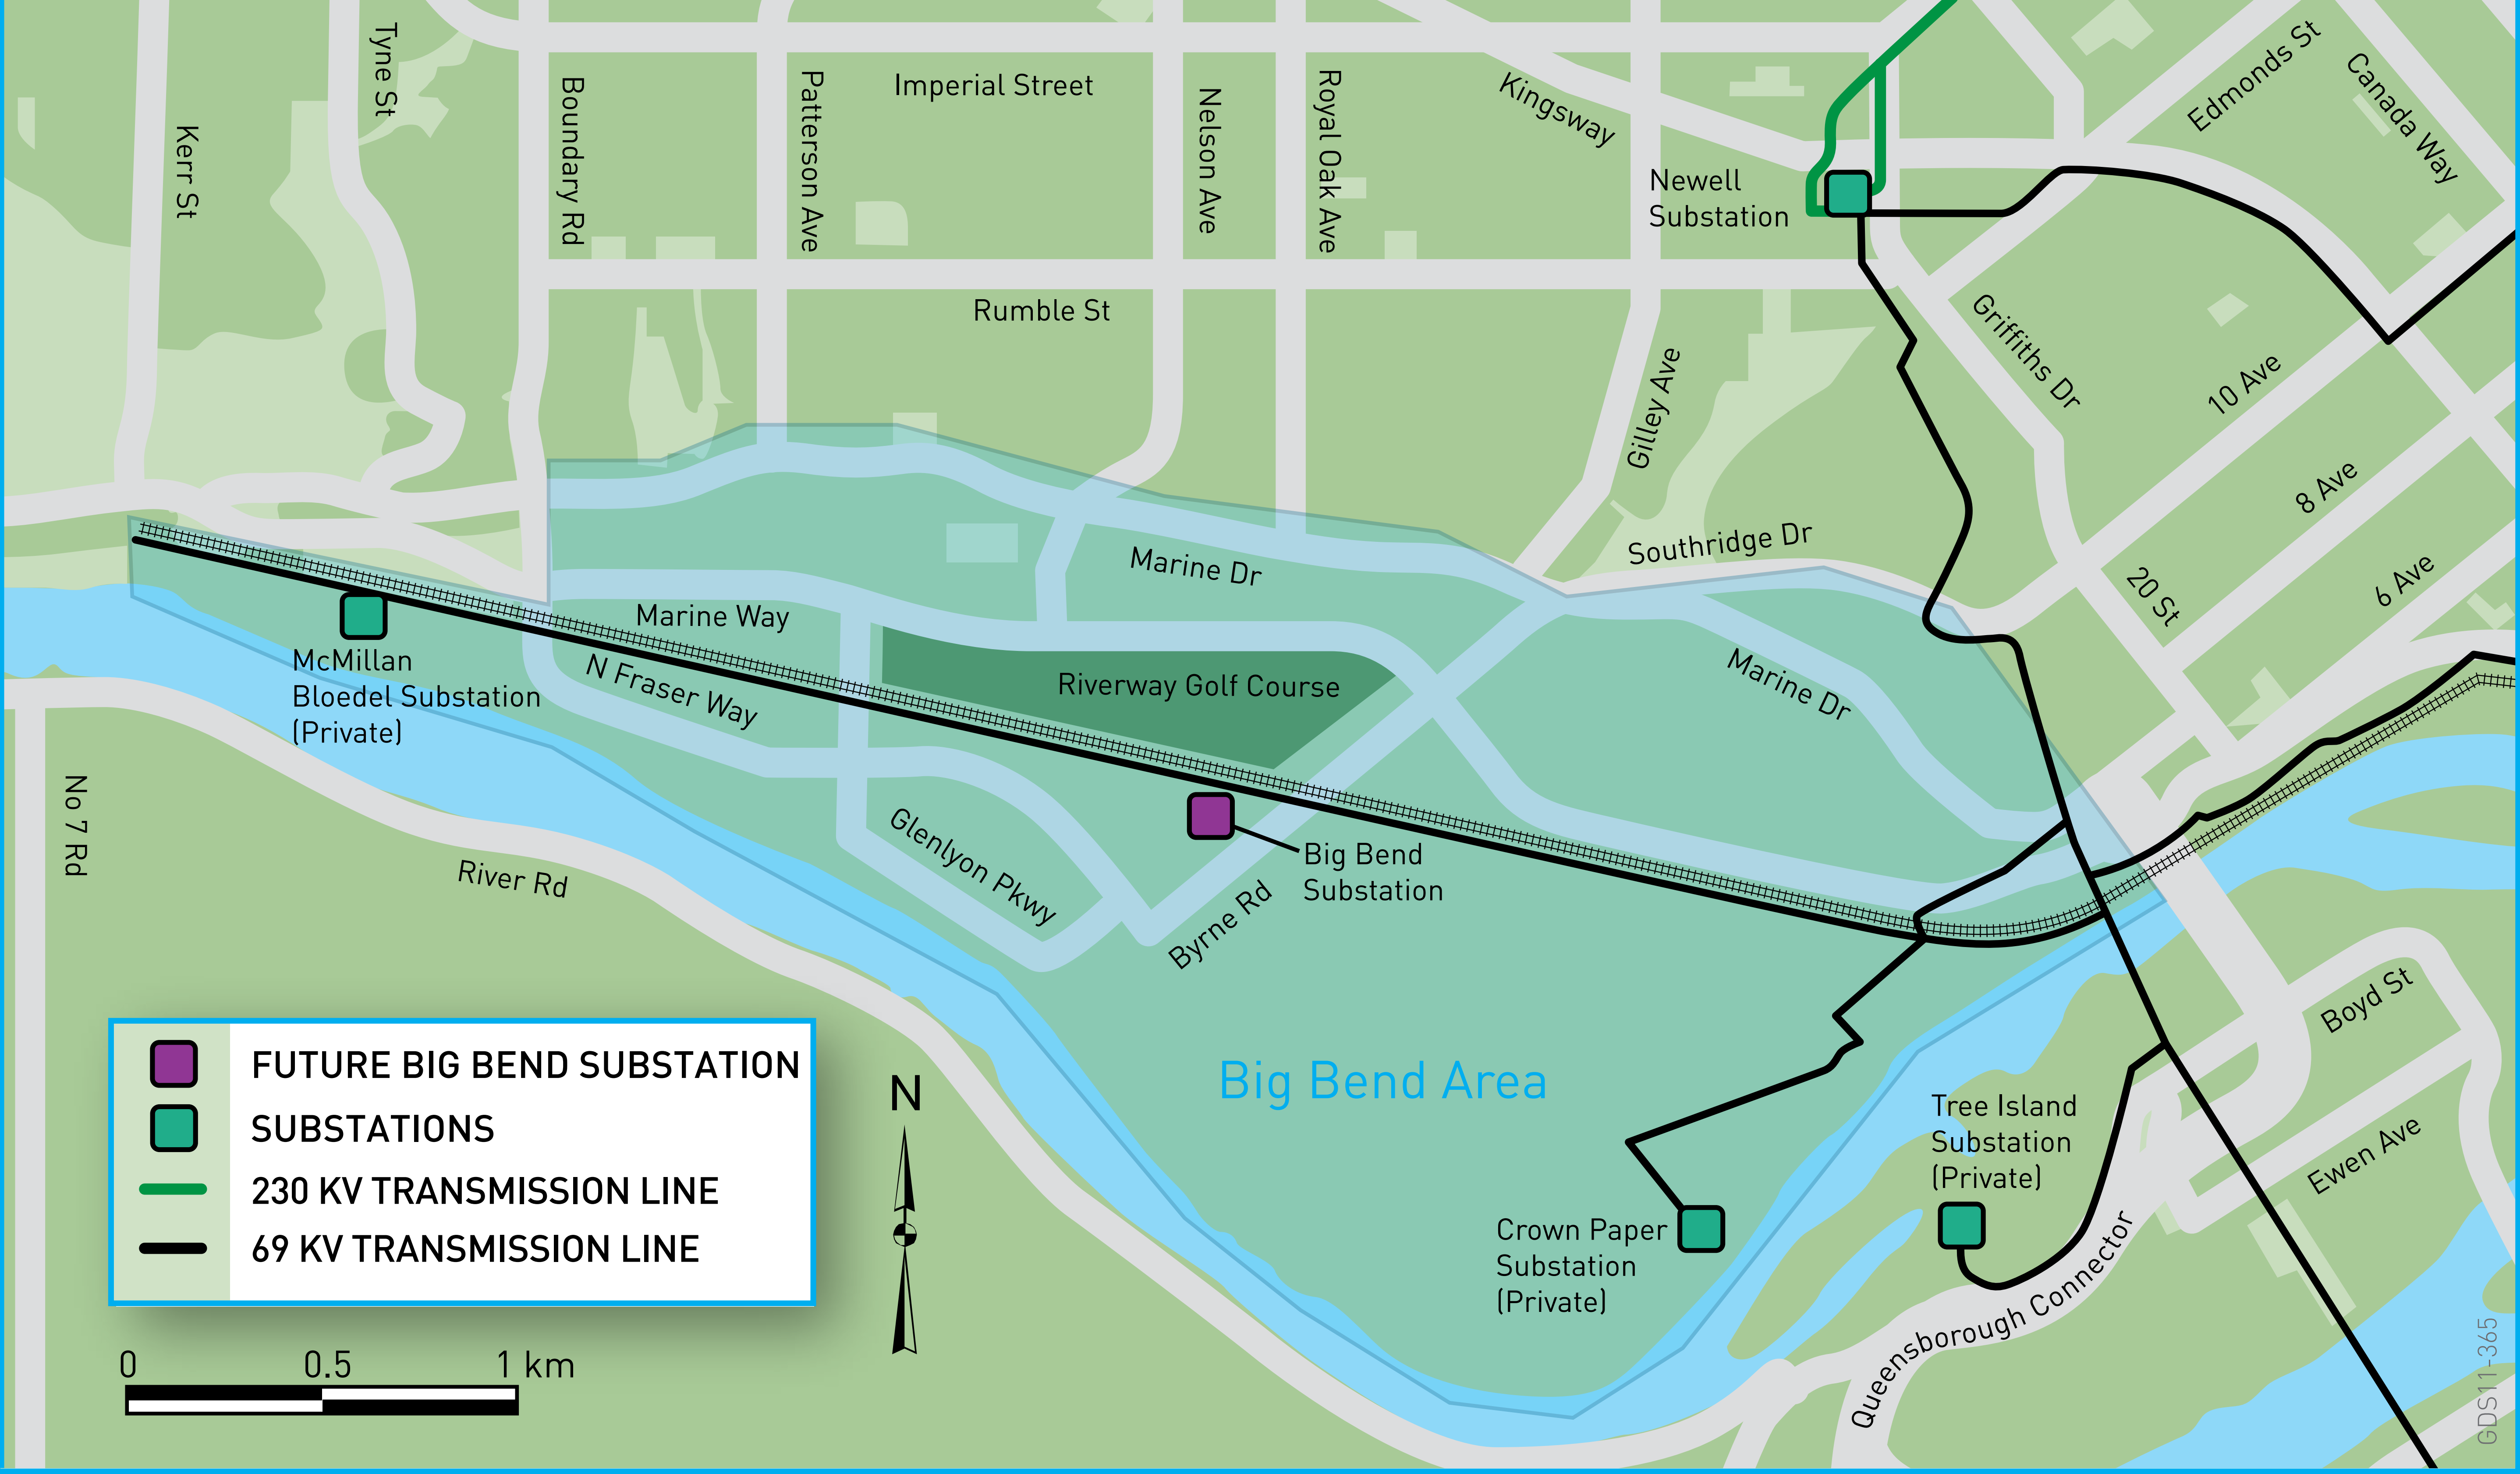 Tyne St
Kerr St
Boundary Rd
Patterson Ave
Imperial Street
Nelson Ave
Royal Oak Ave
Kingsway
Edmonds St
Canada Way
Newell
Substation
Rumble St
Griffiths Dr
10 Ave
Gilley Ave
8 Ave
Southridge Dr
6 Ave
20 St
Marine Dr
Marine Way
McMillan
Bloedel Substation
(Private)
N Fraser Way
Riverway Golf Course
Marine Dr
No 7 Rd
River Rd
Glenlyon Pkwy
Big Bend
Substation
Byrne Rd
Boyd St
Big Bend Area
Tree Island
Substation
(Private)
Ewen Ave
Crown Paper
Substation
(Private)
Queensborough Connector
FUTURE BIG BEND SUBSTATION
SUBSTATIONS
230 KV TRANSMISSION LINE
69 KV TRANSMISSION LINE
N
0 0.5 1 km
GDS11-365